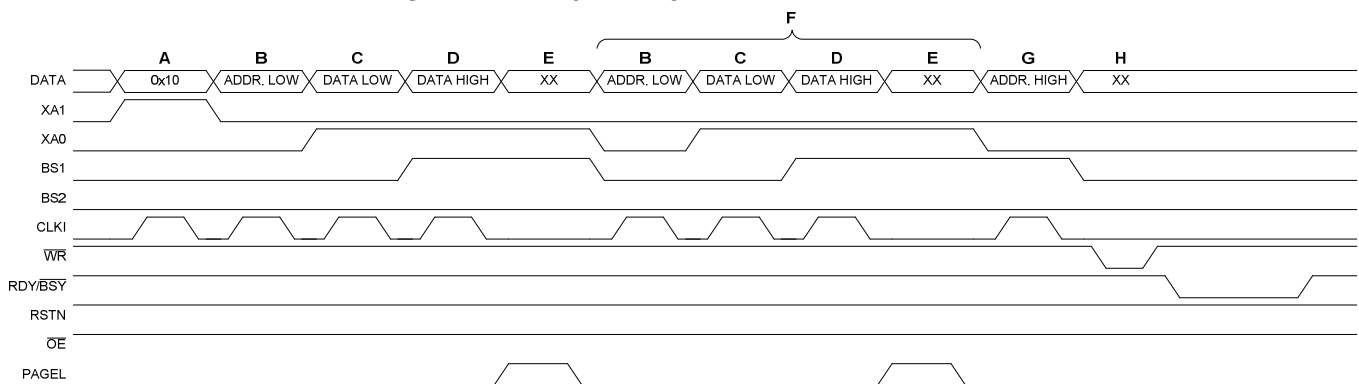 F
A B C D E B C D E G H
DATA 0x10 ADDR. LOW DATA LOW DATA HIGH XX ADDR. LOW DATA LOW DATA HIGH XX ADDR. HIGH XX
XA1
XA0
BS1
BS2
CLKI
WR
RDY/BSY
RSTN
OE
PAGEL